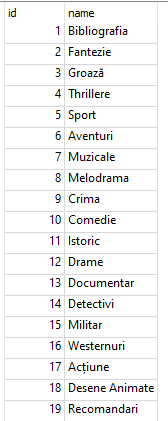 id name
1 Bibliografia
2 Fantezie
3 Groază
4 Thrillere
5 Sport
6 Aventuri
7 Muzicale
8 Melodrama
9 Crima
10 Comedie
11 Istoric
12 Drame
13 Documentar
14 Detectivi
15 Militar
16 Westernuri
17 Acțiune
18 Desene Animate
19 Recomandari